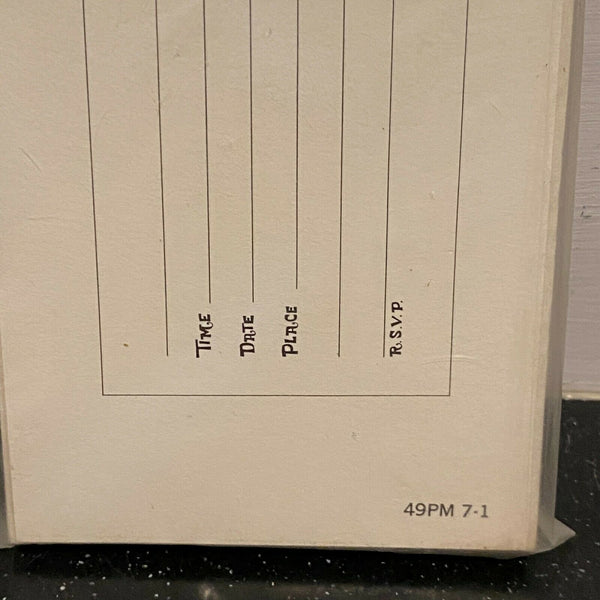 TIME
DATE
PLACE
R.S.V.P.
49PM 7-1